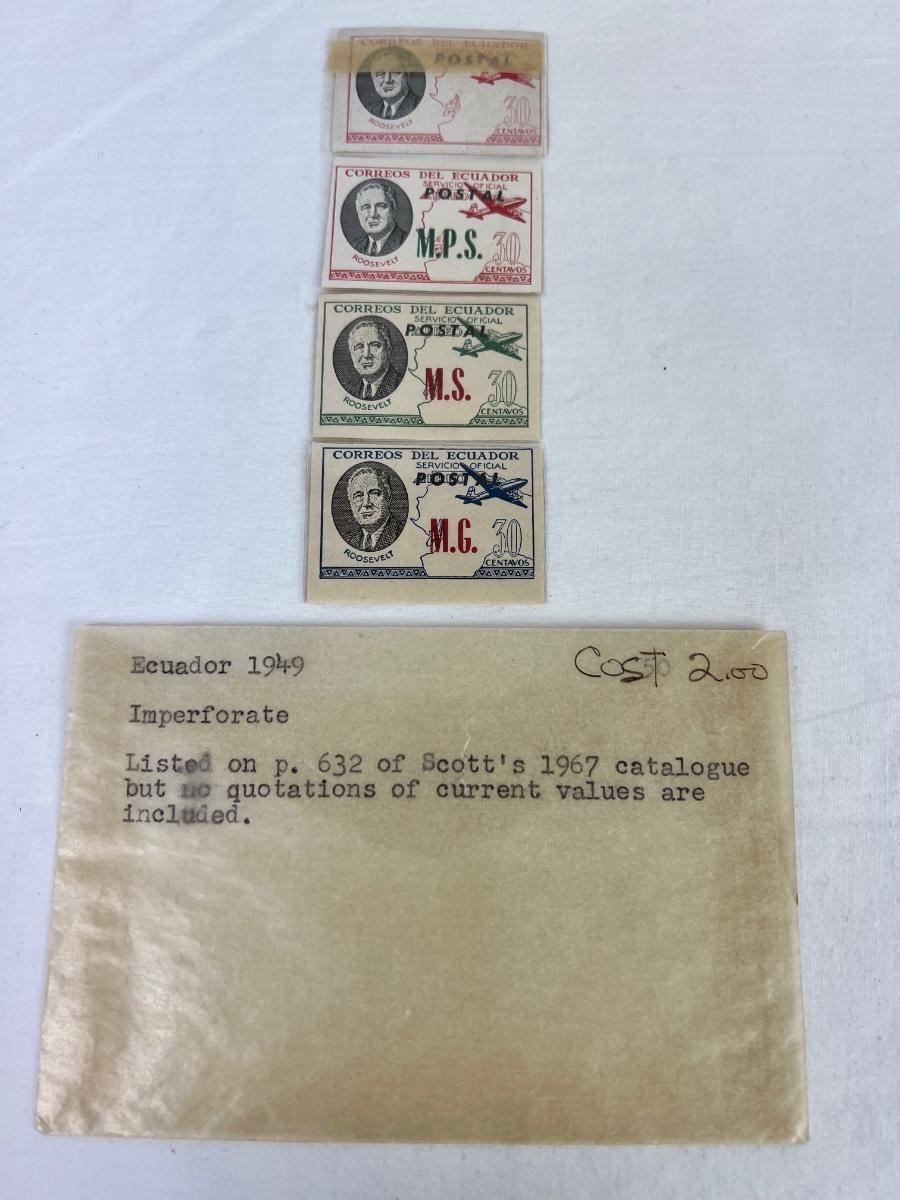 CORREOS DEL ECUADOR
POSTAL
ROOSEVELT
30
CENTAVOS
CORREOS DEL ECUADOR
SERVICIO OFICIAL
POSTAL
M.P.S.
30
ROOSEVELT
CENTAVOS
CORREOS DEL ECUADOR
SERVICIO OFICIAL
POSTAL
M.S.
30
ROOSEVELT
CENTAVOS
CORREOS DEL ECUADOR
SERVICIO OFICIAL
POSTAL
M.G.
30
ROOSEVELT
CENTAVOS
Ecuador 1949 Cost 2.00
Imperforate
Listed on p. 632 of Scott's 1967 catalogue
but no quotations of current values are
included.